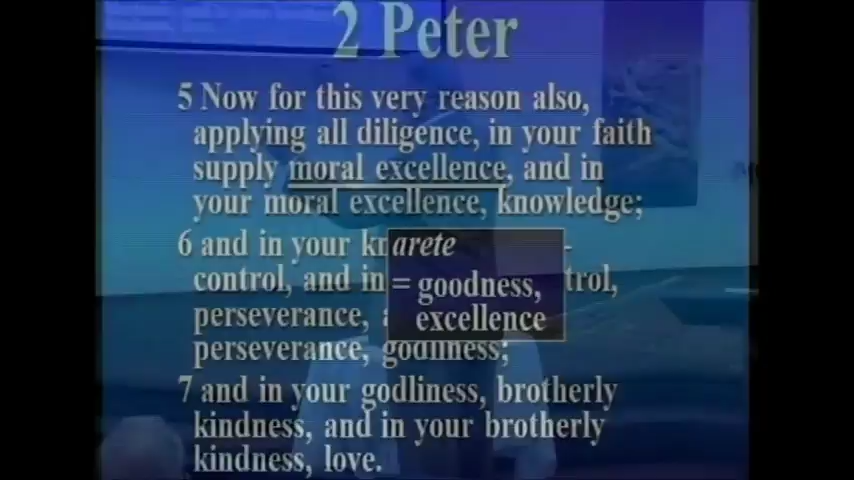 2 Peter
5 Now for this very reason also,
applying all diligence, in your faith
supply moral excellence, and in
your moral excellence, knowledge;
6 and in your kn
control, and in trol,
perseverance,
perseverance, godliness;
7 and in your godliness, brotherly
kindness, and in your brotherly
kindness, love.
arete
= goodness,
excellence